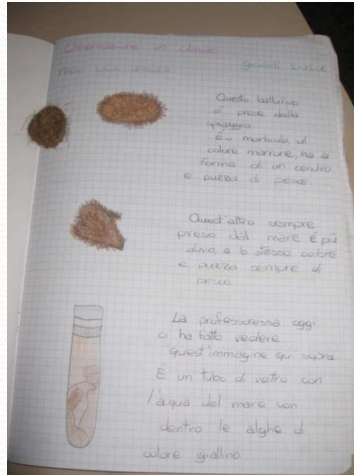 Osservazione in classe
Questo batuffolo
è preso dalla
spiaggia
È morbido, di
colore marrone, ha la
forma di un cerchio
e puzza di pesce.
Quest'altro sempre
preso dal mare è più
duro, è lo stesso colore
e puzza sempre di
pesce
La professoressa oggi
ci ha fatto vedere
quest'immagine qui sopra
È un tubo di vetro con
l'acqua del mare, con
dentro le alghe di
colore giallino